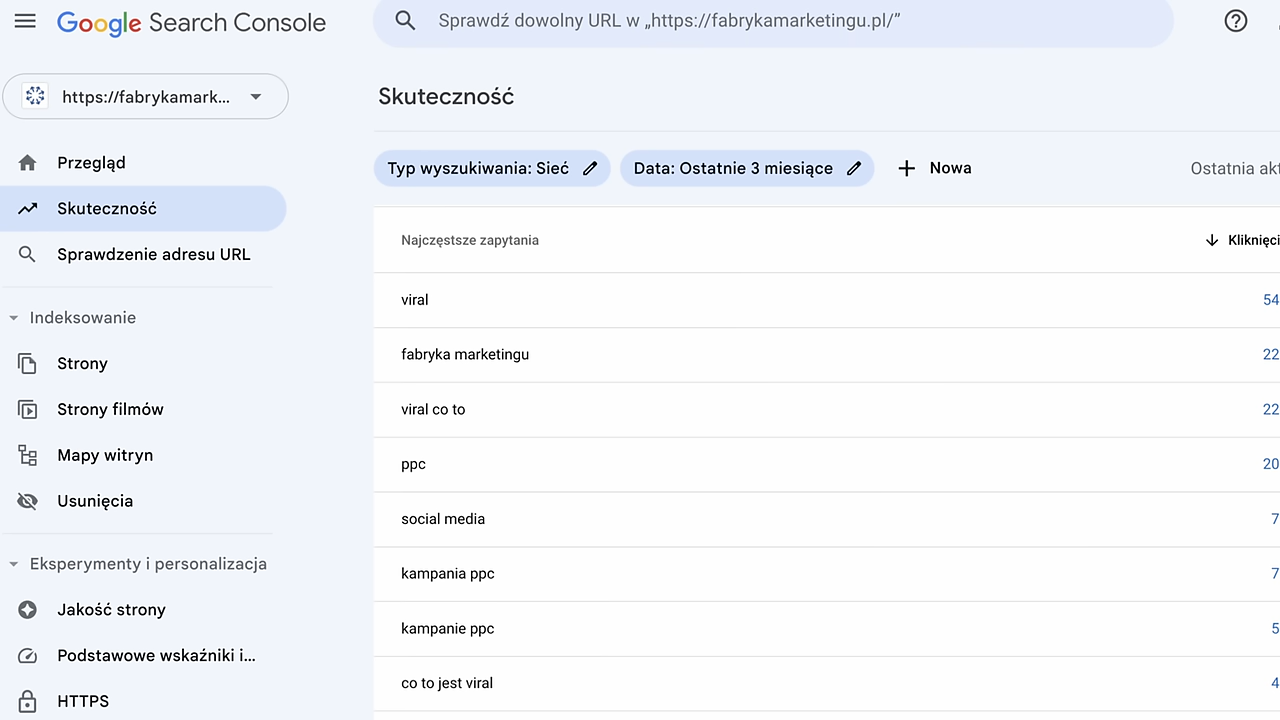 Google Search Console
Sprawdź dowolny URL w „https://fabrykamarketingu.pl/”
https://fabrykamark...
Skuteczność
Przegląd
Skuteczność
Sprawdzenie adresu URL
Indeksowanie
Strony
Strony filmów
Mapy witryn
Usunięcia
Eksperymenty i personalizacja
Jakość strony
Podstawowe wskaźniki i...
HTTPS
Typ wyszukiwania: Sieć
Data: Ostatnie 3 miesiące
Nowa
Ostatnia akt
Najczęstsze zapytania
Kliknięci
viral 54
fabryka marketingu 22
viral co to 22
ppc 20
social media 7
kampania ppc 7
kampanie ppc 5
co to jest viral 4